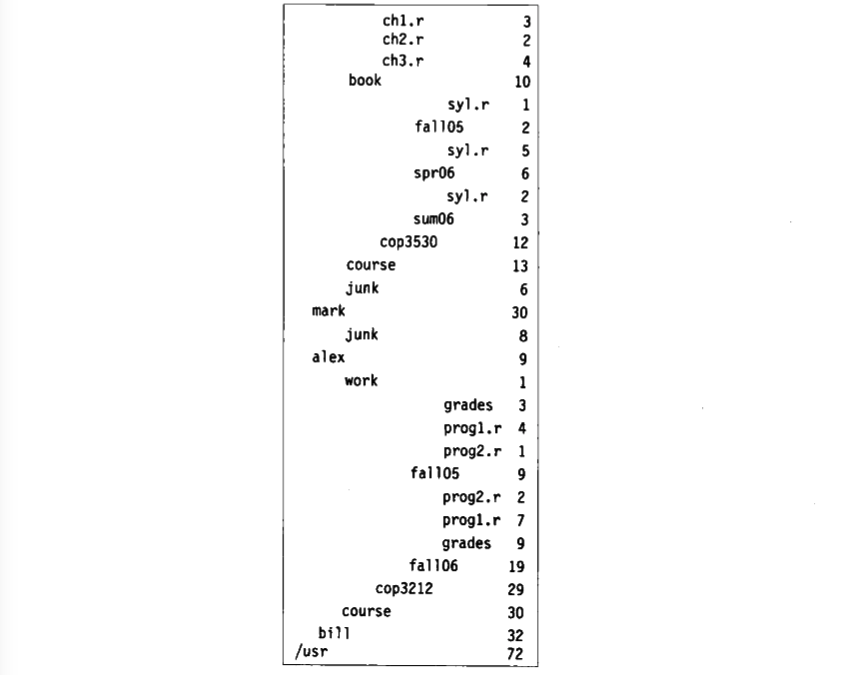 ch1.r 3
ch2.r 2
ch3.r 4
book 10
syl.r 1
fall05 2
syl.r 5
spr06 6
syl.r 2
sum06 3
cop3530 12
course 13
junk 6
mark 30
junk 8
alex 9
work 1
grades 3
prog1.r 4
prog2.r 1
fall05 9
prog2.r 2
prog1.r 7
grades 9
fall06 19
cop3212 29
course 30
bill 32
/usr 72